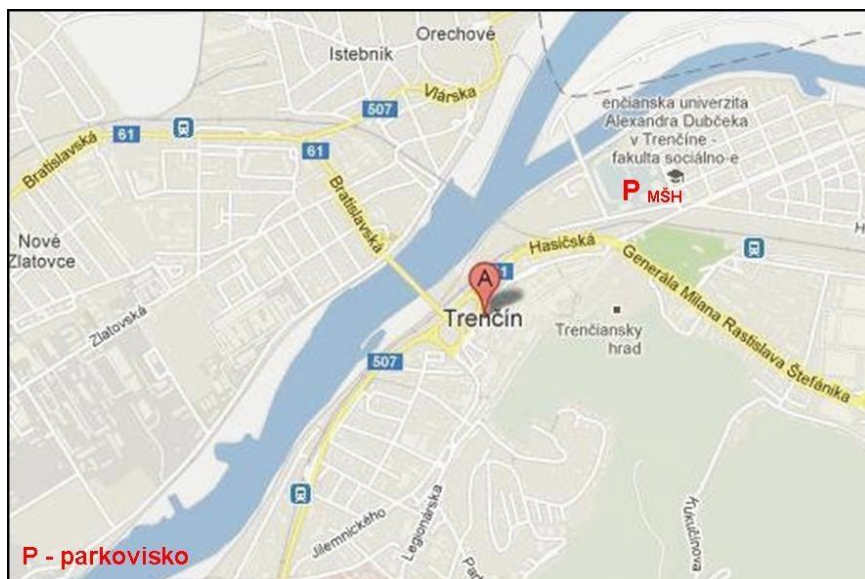 Orechové
Istebník
Vlárska
507
61
61
Bratislavská
Bratislavská
enčianska univerzita
Alexandra Dubčeka
v Trenčíne -
fakulta sociálno-e
P MŠH
Nové
Zlatovce
Hasičská
A
Trenčín
Generála Milana Rastislava Štefánika
Trenčiansky
hrad
Zlatovská
507
Jilemnického
Legionárska
Kukučínova
P - parkovisko